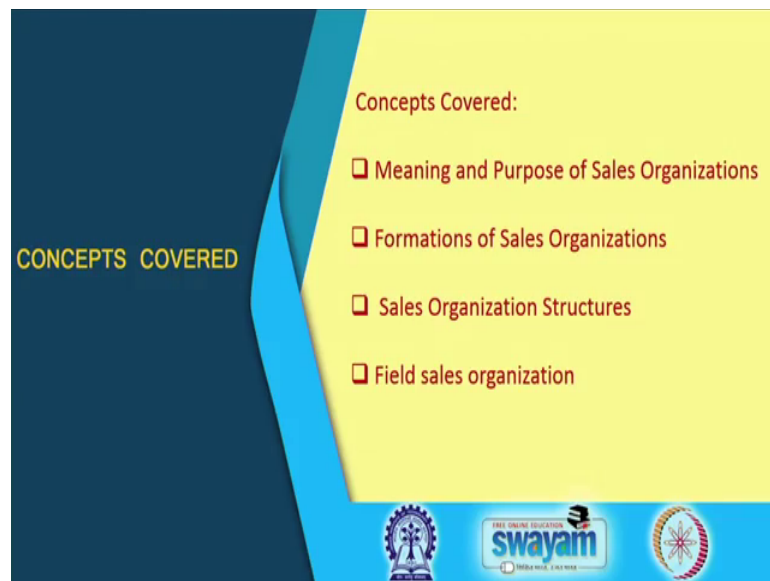 CONCEPTS COVERED
Concepts Covered:
Meaning and Purpose of Sales Organizations
Formations of Sales Organizations
Sales Organization Structures
Field sales organization
FREE ONLINE EDUCATION
swayam